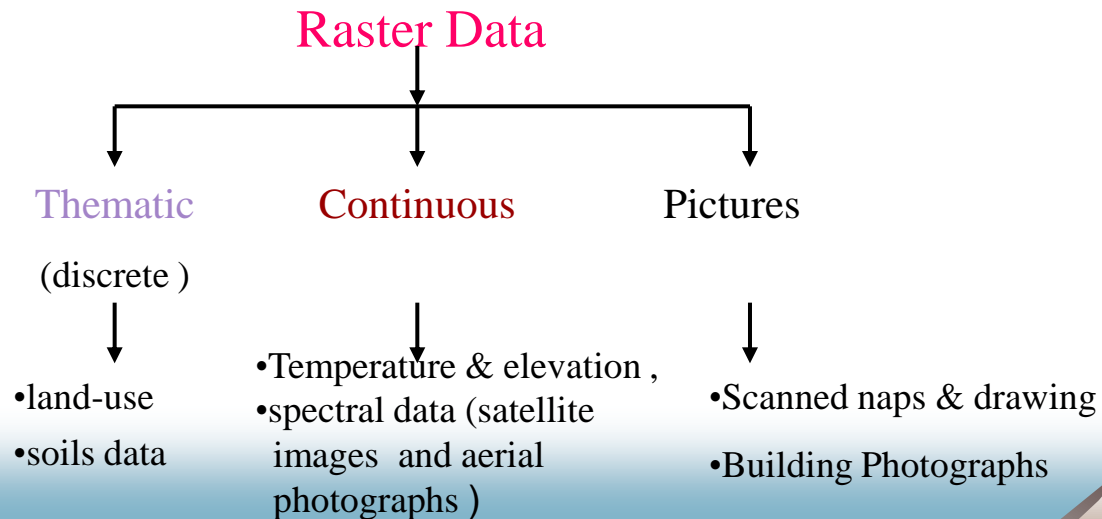 Raster Data
Thematic
(discrete )
Continuous
Pictures
•land-use
•soils data
•Temperature & elevation ,
•spectral data (satellite
images and aerial
photographs )
•Scanned naps & drawing
•Building Photographs